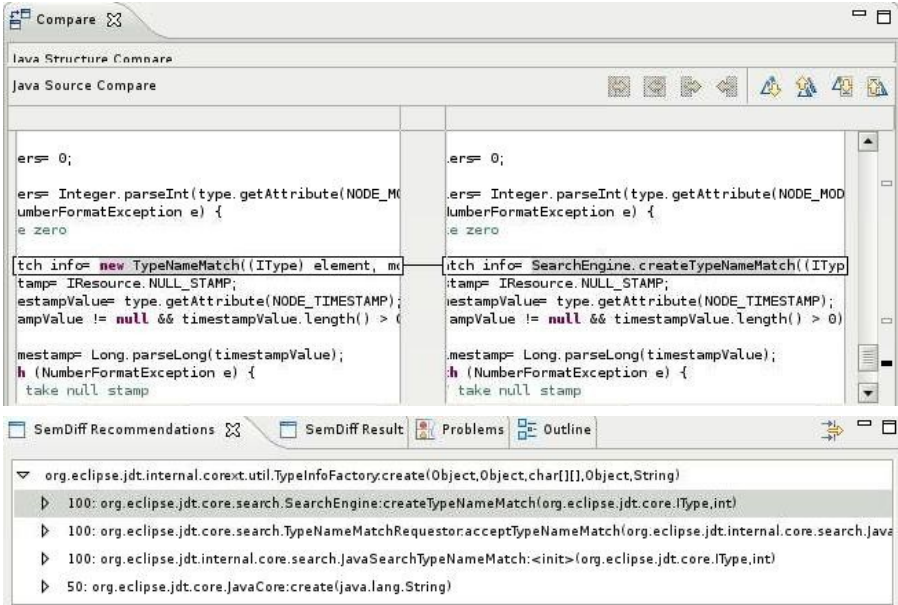 Compare
Java Structure Compare
Java Source Compare
ers= 0;
ers= Integer.parseInt(type.getAttribute(NODE_MO
umberFormatException e) {
e zero
tch info= new TypeNameMatch((IType) element, mo
tamp= IResource.NULL_STAMP;
estampValue= type.getAttribute(NODE_TIMESTAMP);
ampValue != null && timestampValue.length() > 0
mestamp= Long.parseLong(timestampValue);
h (NumberFormatException e) {
take null stamp
ers= 0;
ers= Integer.parseInt(type.getAttribute(NODE_MOD
umberFormatException e) {
e zero
tch info= SearchEngine.createTypeNameMatch((ITyp
stamp= IResource.NULL_STAMP;
estampValue= type.getAttribute(NODE_TIMESTAMP);
ampValue != null && timestampValue.length() > 0)
mestamp= Long.parseLong(timestampValue);
h (NumberFormatException e) {
take null stamp
SemDiff Recommendations SemDiff Result Problems Outline
org.eclipse.jdt.internal.corext.util.TypeInfoFactory:create(Object,Object,char[][],Object,String)
100: org.eclipse.jdt.core.search.SearchEngine:createTypeNameMatch(org.eclipse.jdt.core.IType,int)
100: org.eclipse.jdt.core.search.TypeNameMatchRequestor:acceptTypeNameMatch(org.eclipse.jdt.internal.core.search.Java
100: org.eclipse.jdt.internal.core.search.JavaSearchTypeNameMatch:<init>(org.eclipse.jdt.core.IType,int)
50: org.eclipse.jdt.core.JavaCore:create(java.lang.String)